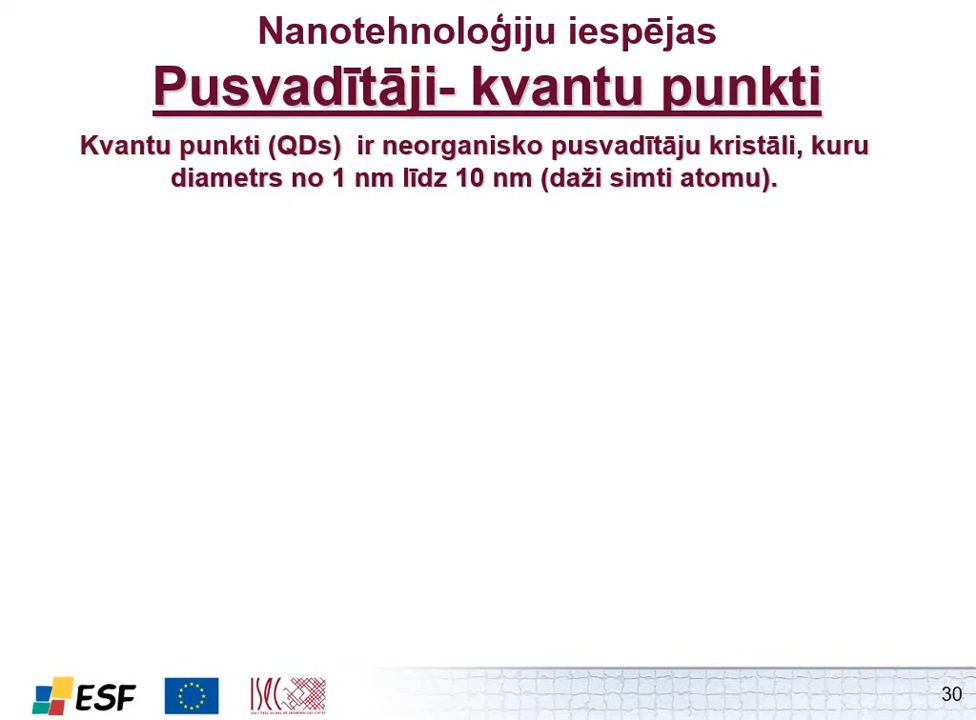 Nanotehnoloģiju iespējas
Pusvadītāji- kvantu punkti
Kvantu punkti (QDs) ir neorganisko pusvadītāju kristāli, kuru
diametrs no 1 nm līdz 10 nm (daži simti atomu).
ESF
ISEC
30